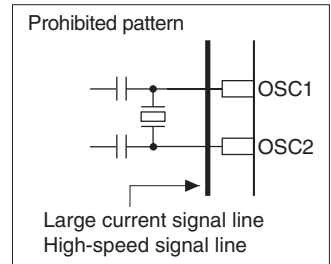 Prohibited pattern
OSC1
OSC2
Large current signal line
High-speed signal line